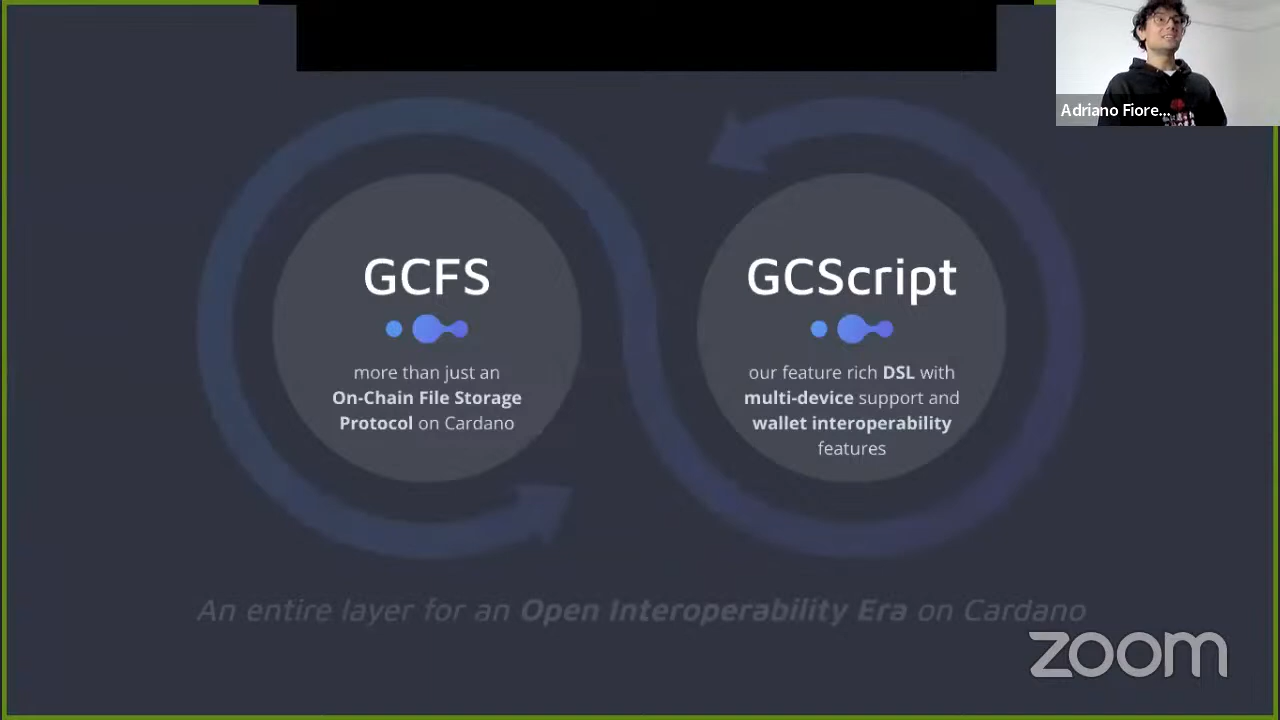 Adriano Fiore...
GCFS
more than just an
On-Chain File Storage
Protocol on Cardano
GCScript
our feature rich DSL with
multi-device support and
wallet interoperability
features
An entire layer for an Open Interoperability Era on Cardano
zoom